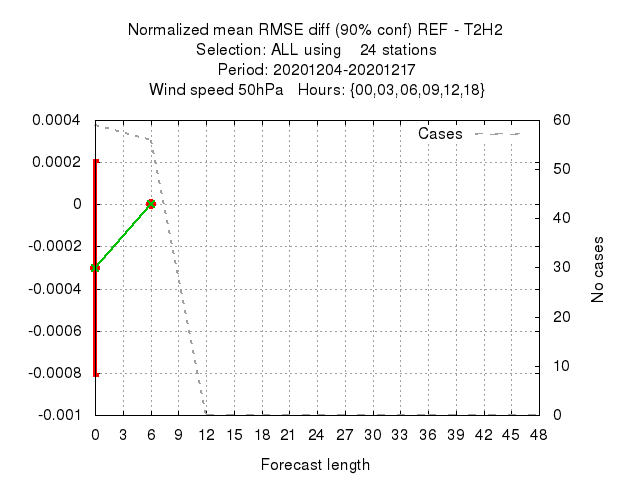 Normalized mean RMSE diff (90% conf) REF - T2H2
Selection: ALL using    24 stations
Period: 20201204-20201217
Wind speed 50hPa   Hours: {00,03,06,09,12,18}
Cases
0.0004
0.0002
0
-0.0002
-0.0004
-0.0006
-0.0008
-0.001
60
50
40
30
20
10
0
No cases
0 3 6 9 12 15 18 21 24 27 30 33 36 39 42 45 48
Forecast length